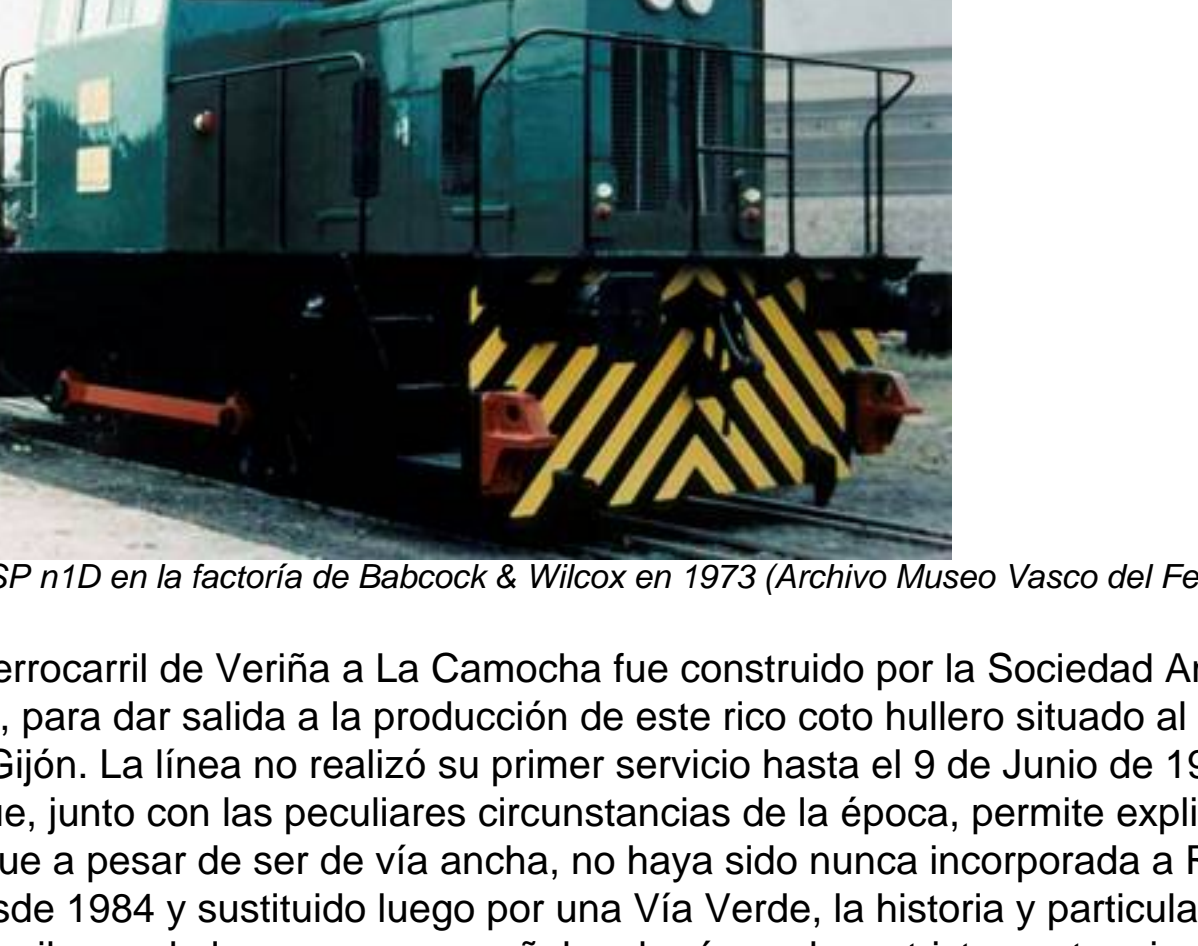 SP n1D en la factoría de Babcock & Wilcox en 1973 (Archivo Museo Vasco del Fe
errocarril de Veriña a La Camocha fue construido por la Sociedad An
, para dar salida a la producción de este rico coto hullero situado al
Gijón. La línea no realizó su primer servicio hasta el 9 de Junio de 19
ue, junto con las peculiares circunstancias de la época, permite expli
ue a pesar de ser de vía ancha, no haya sido nunca incorporada a
sde 1984 y sustituido luego por una Vía Verde, la historia y particula